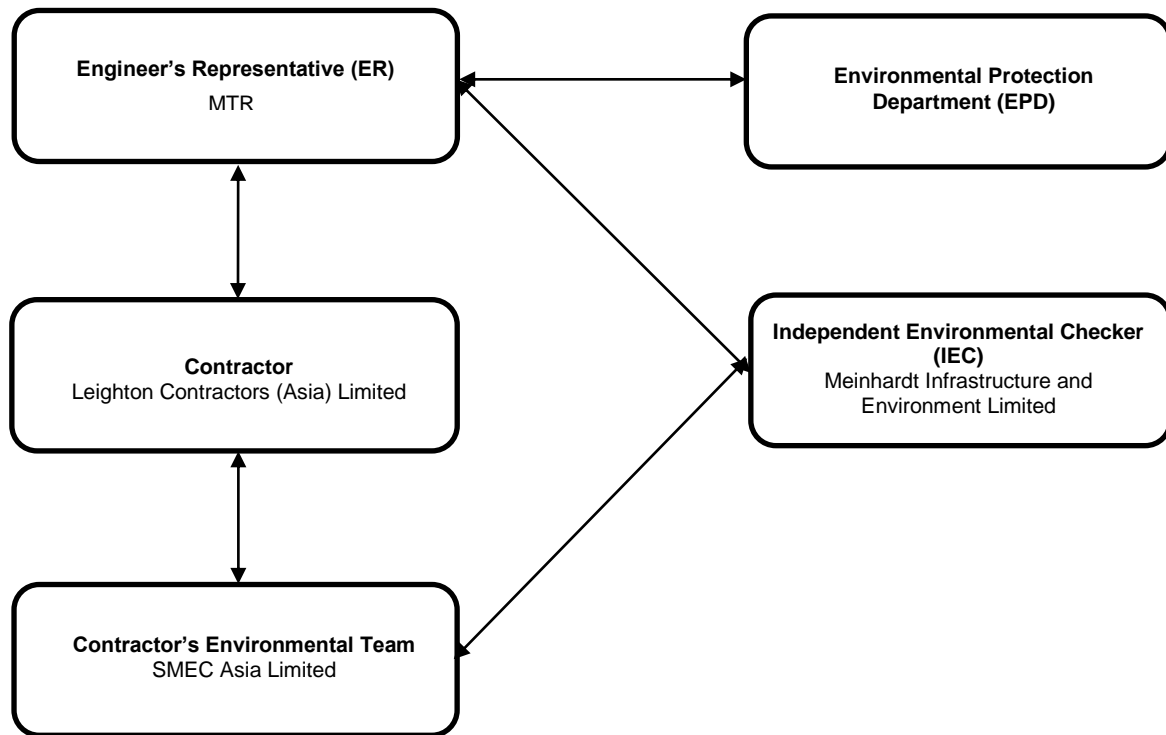 Engineer’s Representative (ER)
MTR
Environmental Protection
Department (EPD)
Contractor
Leighton Contractors (Asia) Limited
Independent Environmental Checker
(IEC)
Meinhardt Infrastructure and
Environment Limited
Contractor’s Environmental Team
SMEC Asia Limited